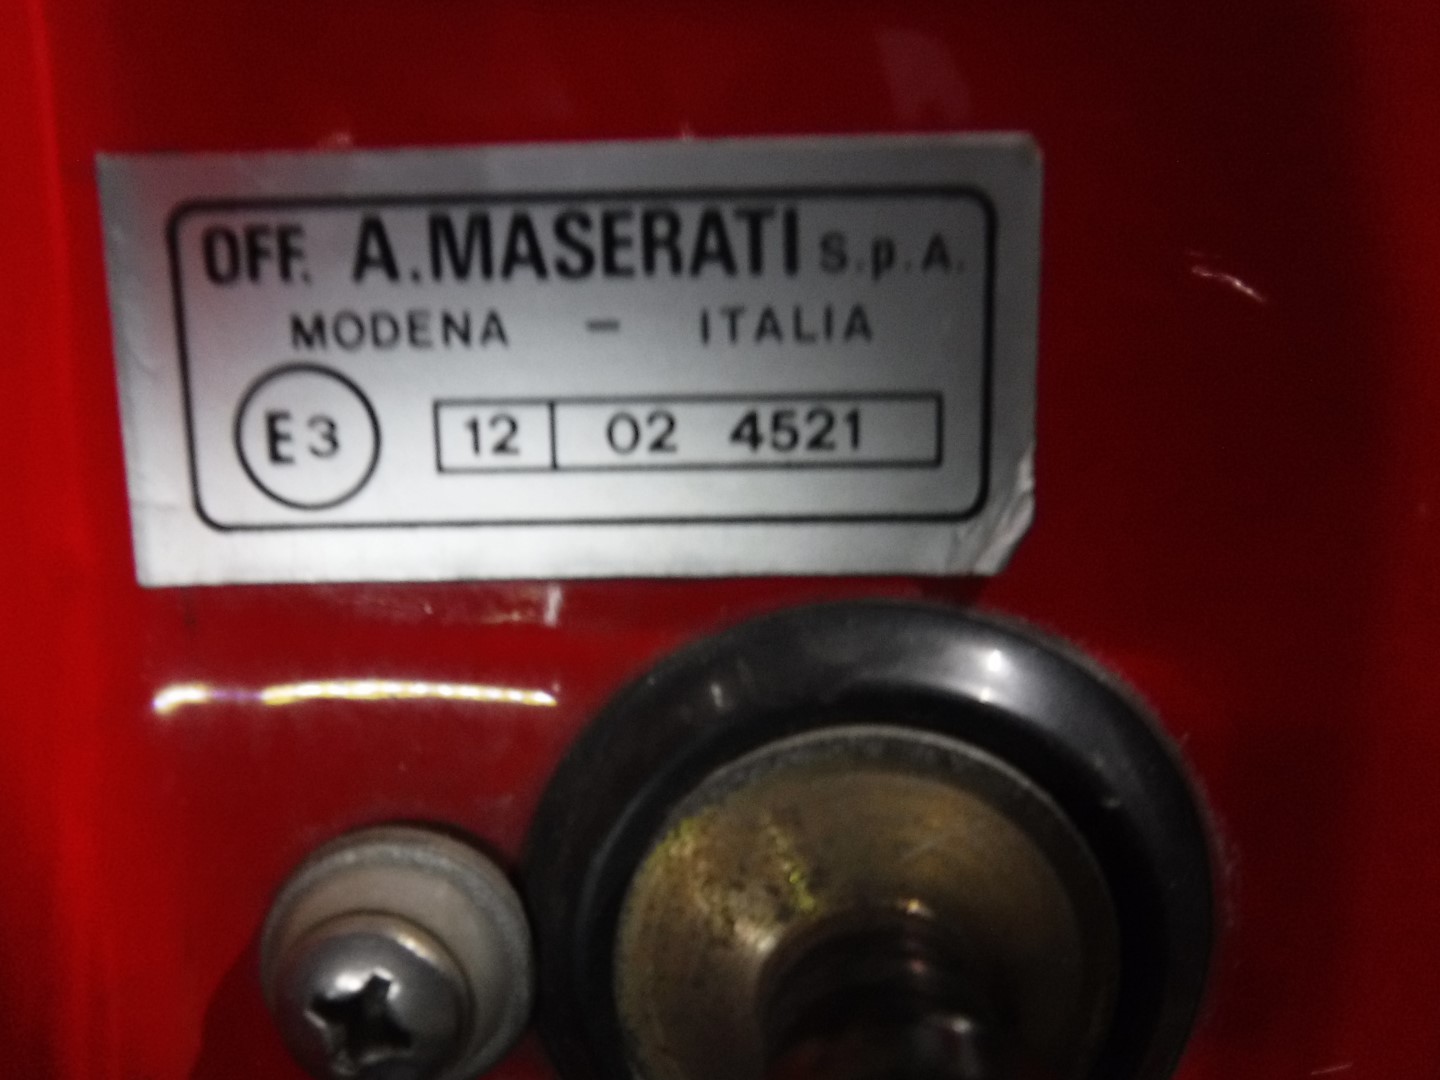 OFF. A.MASERATI S.p.A.
MODENA - ITALIA
E3 12 02 4521